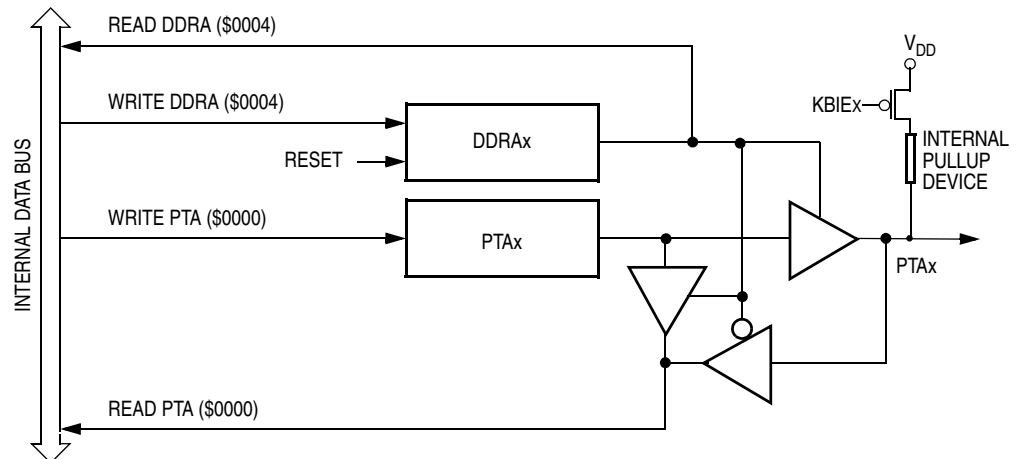 READ DDRA ($0004)
V_DD
WRITE DDRA ($0004)
KBIEx
DDRAx
INTERNAL
PULLUP
DEVICE
RESET
INTERNAL DATA BUS
WRITE PTA ($0000)
PTAx
PTAx
READ PTA ($0000)